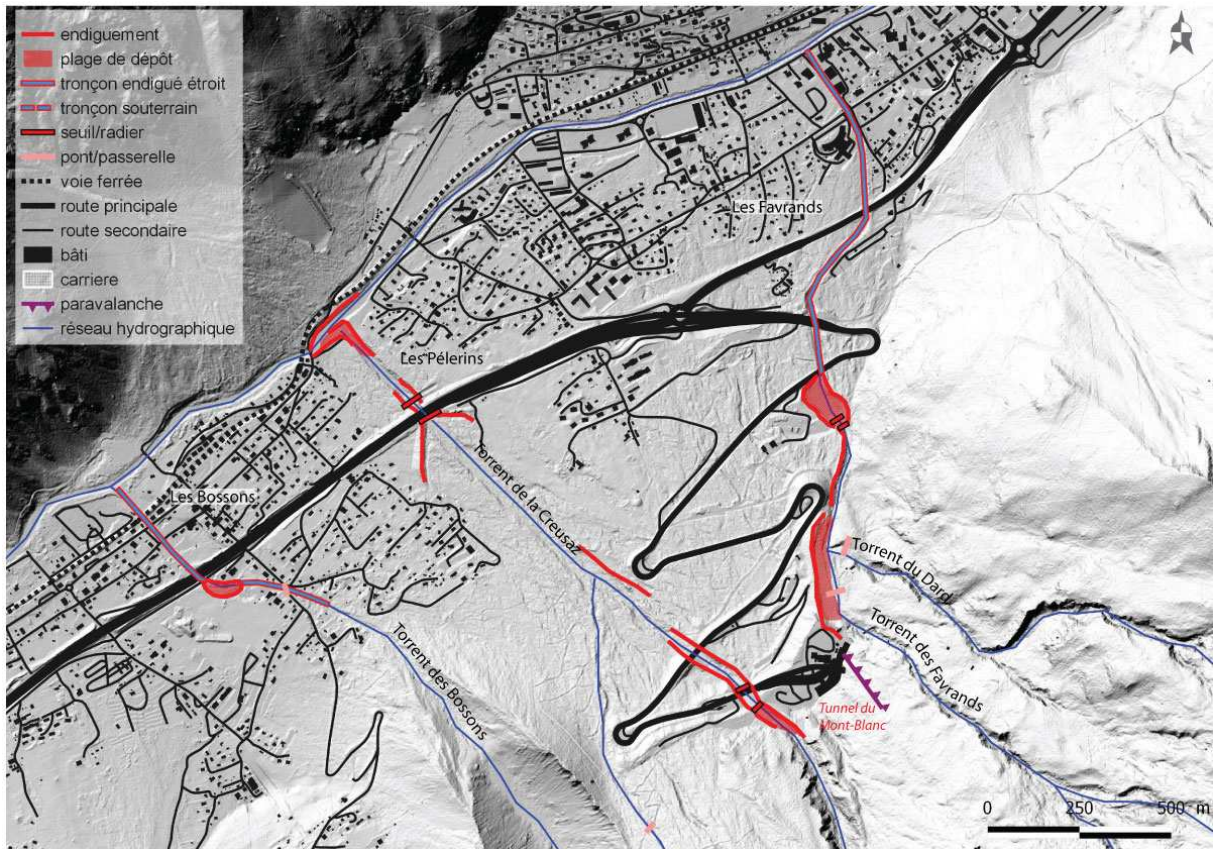 endiguement
plage de dépôt
tronçon endigué étroit
tronçon souterrain
seuil/radier
pont/passerelle
voie ferrée
route principale
route secondaire
bâti
carriere
paravalanche
réseau hydrographique
Les Favrands
Les Pélerins
Les Bossons
Torrent de la Creusaz
Torrent du Dard
Torrent des Favrands
Torrent des Bossons
Tunnel du
Mont-Blanc
0 250 500 m